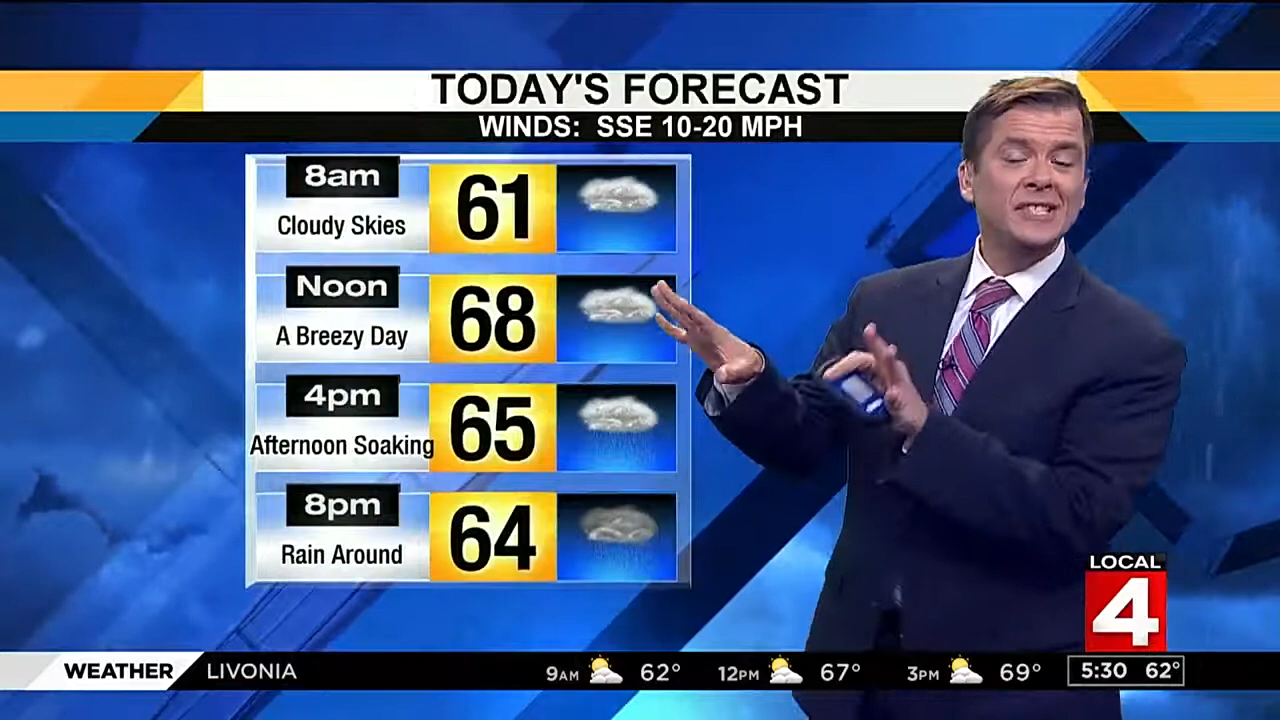 TODAY'S FORECAST
WINDS: SSE 10-20 MPH
8am
Cloudy Skies
61
Noon
A Breezy Day
68
4pm
Afternoon Soaking
65
8pm
Rain Around
64
LOCAL
4
WEATHER LIVONIA 9AM 62° 12PM 67° 3PM 69° 5:30 62°